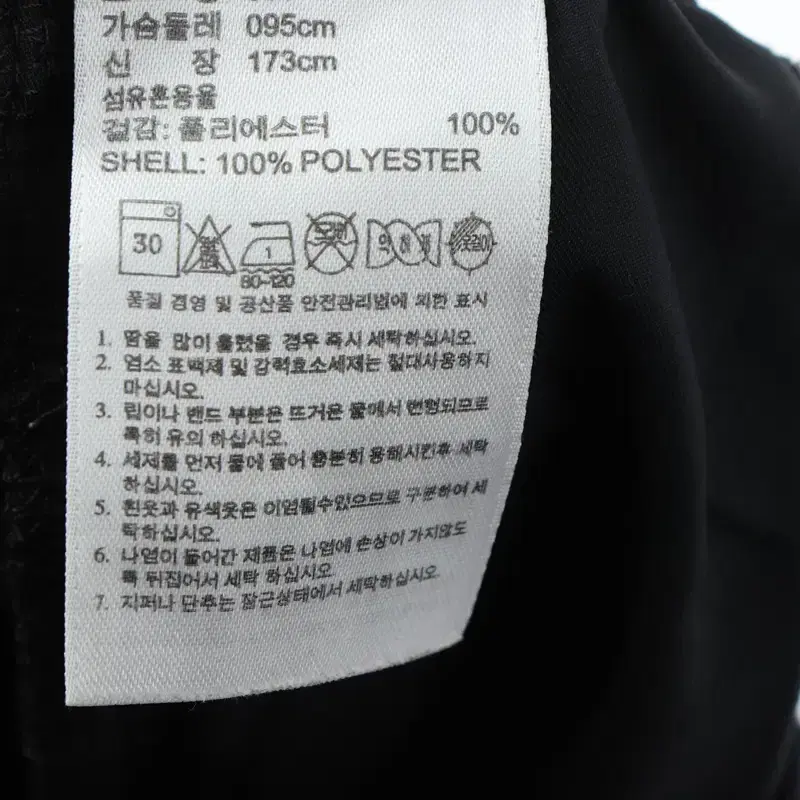 가슴둘레 095cm
신 장 173cm
섬유혼용율
겉감: 폴리에스터 100%
SHELL: 100% POLYESTER
30
1
80-120
약하게
옷걸이
품질 경영 및 공산품 안전관리법에 의한 표시
1. 땀을 많이 흘렸을 경우 즉시 세탁하십시오.
2. 염소 표백제 및 강력효소세제는 절대사용하지
마십시오.
3. 립이나 밴드 부분은 뜨거운 물에서 변형되므로
특히 유의 하십시오.
4. 세제를 먼저 물에 풀어 충분히 용해시킨후 세탁
하십시오.
5. 흰옷과 유색옷은 이염될수있으므로 구분하여 세
탁하십시오.
6. 나염이 들어간 제품은 나염에 손상이 가지않도
록 뒤집어서 세탁 하십시오
7. 지퍼나 단추는 잠근상태에서 세탁하십시오.